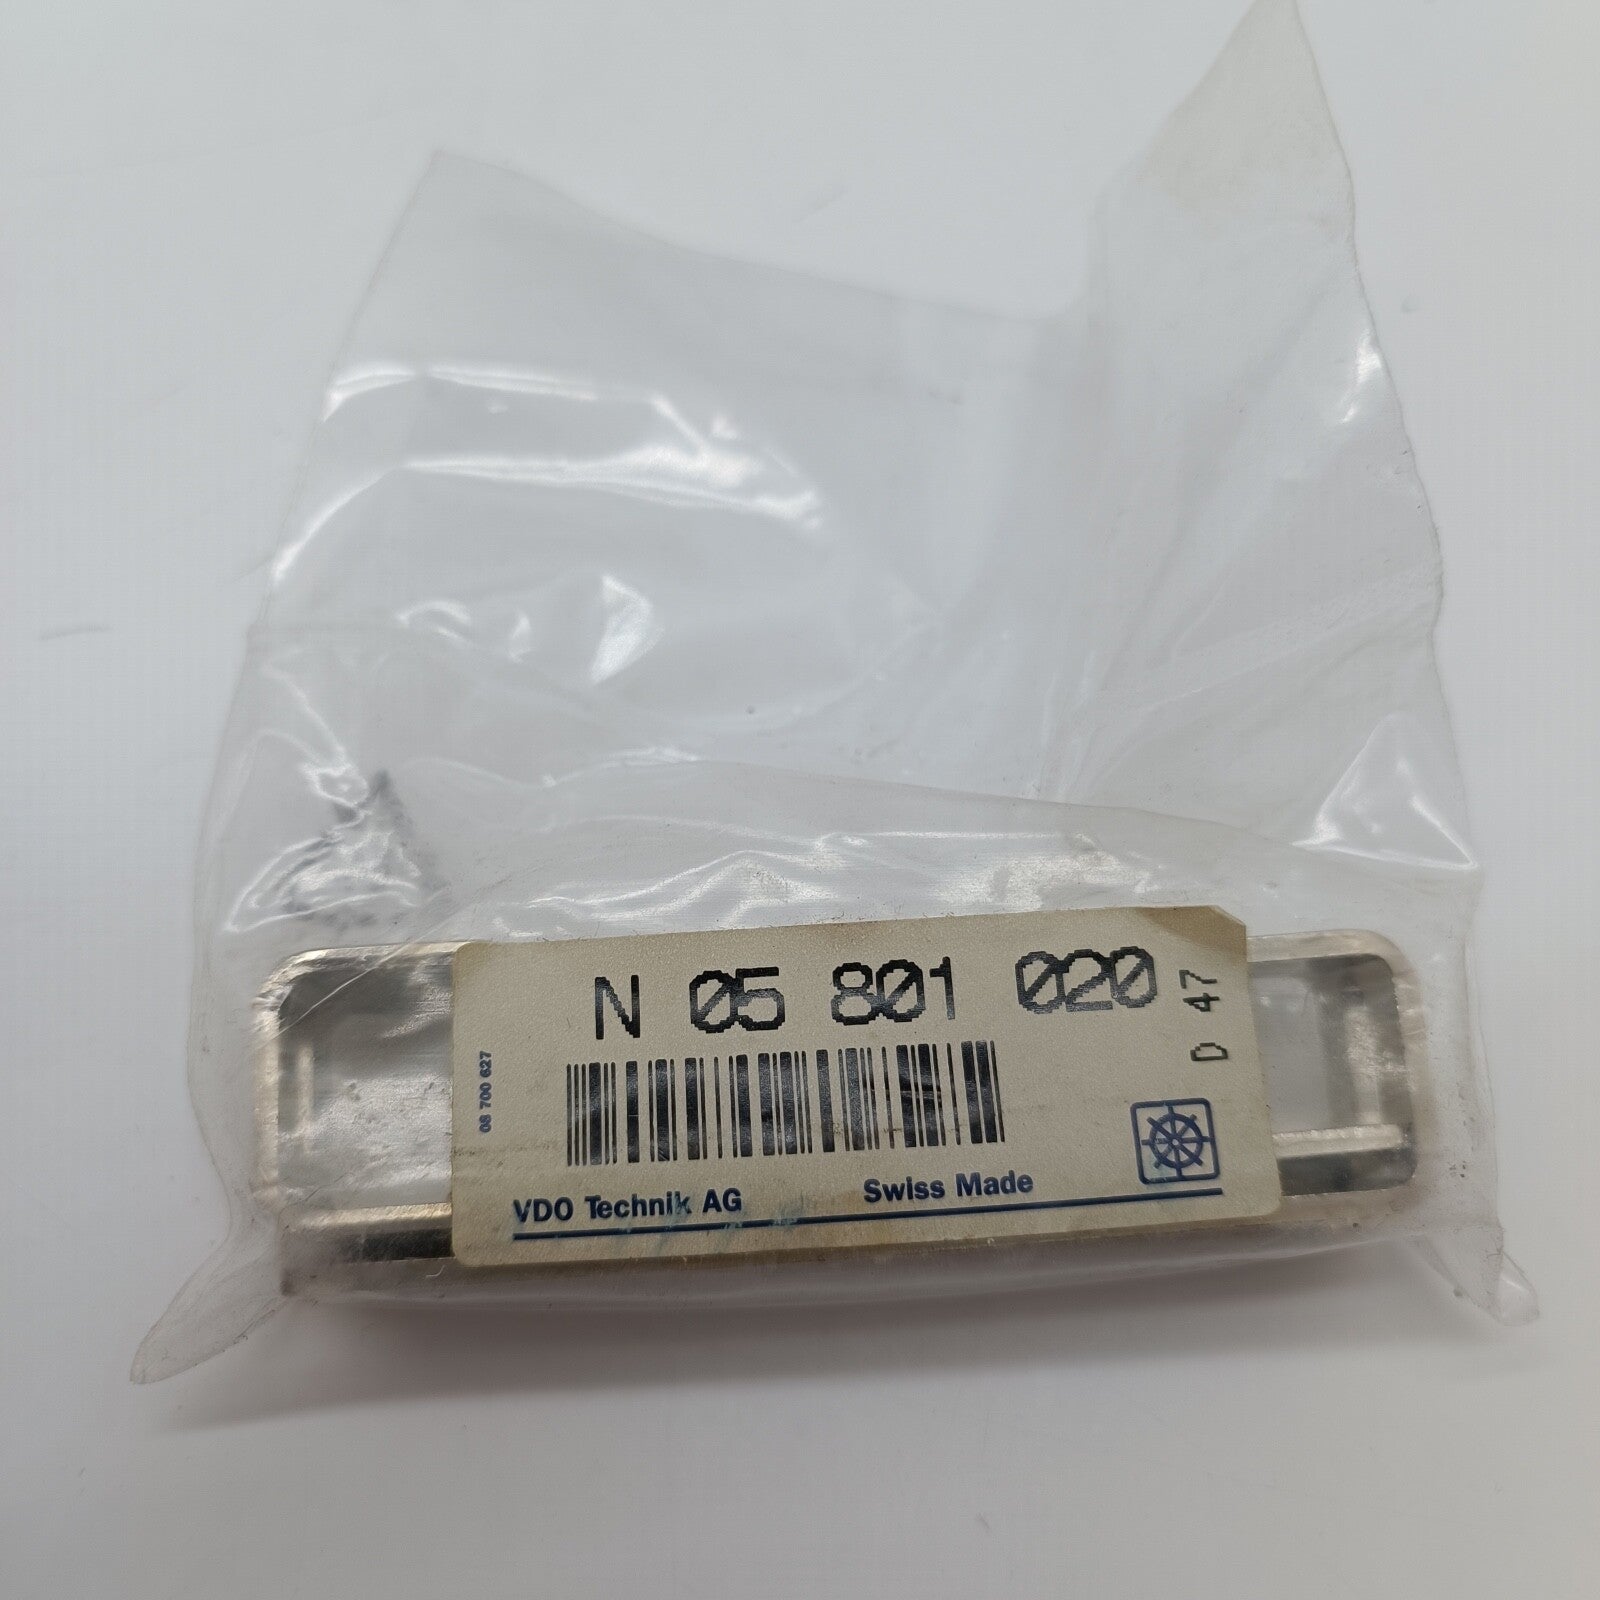 N 05 801 020
D 47
08 700 627
VDO Technik AG Swiss Made